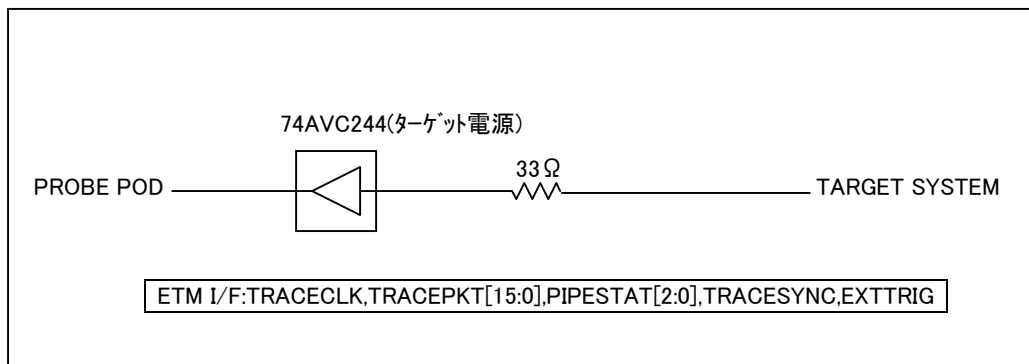 74AVC244(ﾀｰｹﾞｯﾄ電源)
33Ω
PROBE POD
TARGET SYSTEM
ETM I/F:TRACECLK,TRACEPKT[15:0],PIPESTAT[2:0],TRACESYNC,EXTTRIG